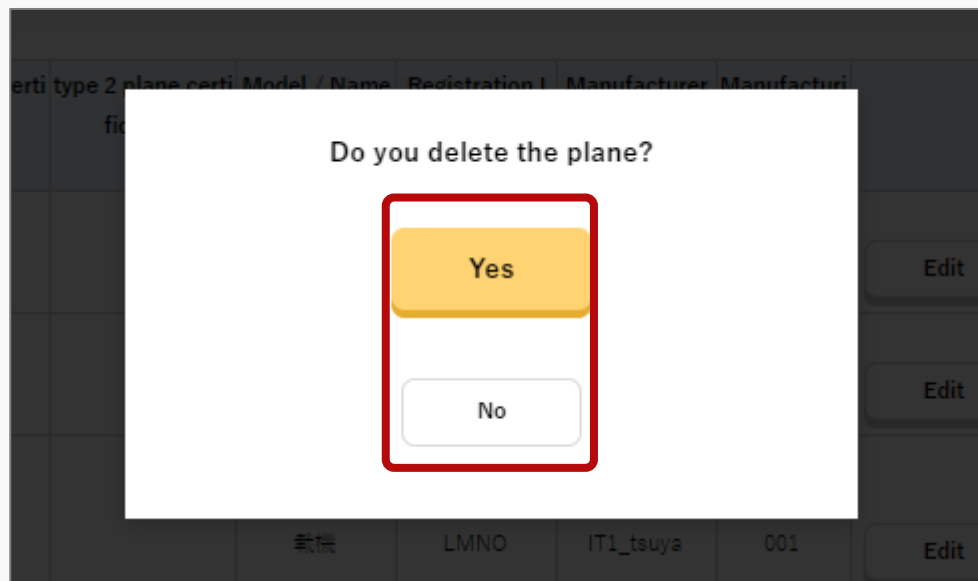 erti type 2 plane certi Model / Name Registration I Manufacturer Manufacturi
fic
Do you delete the plane?
Yes
Edit
Edit
No
載機 LMNO IT1_tsuya 001 Edit